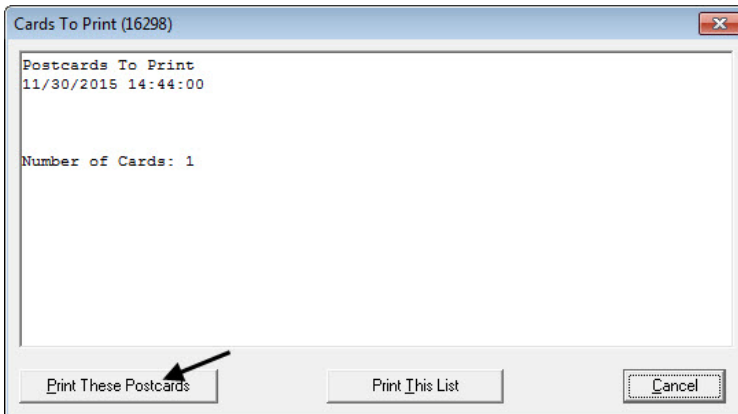 Cards To Print (16298)
Postcards To Print
11/30/2015 14:44:00
Number of Cards: 1
Print These Postcards Print This List Cancel